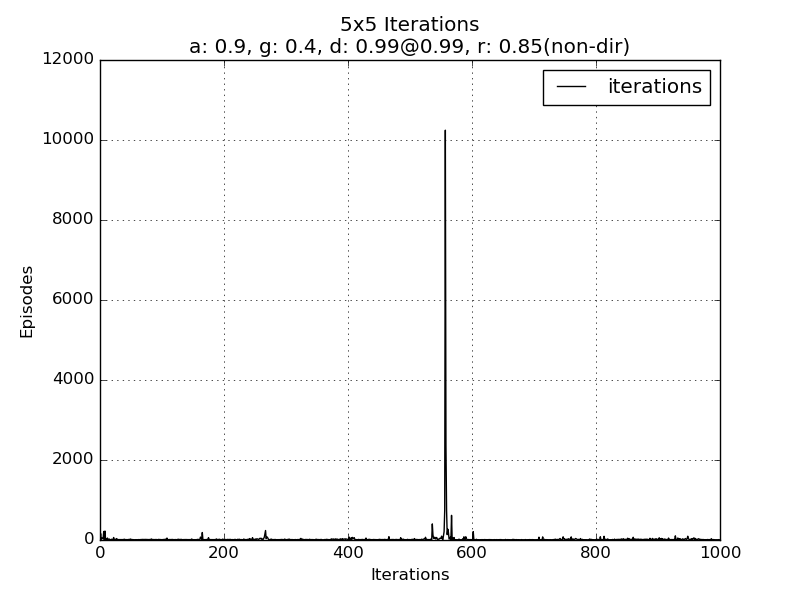 5x5 Iterations
a: 0.9, g: 0.4, d: 0.99@0.99, r: 0.85(non-dir)
12000
10000
8000
6000
4000
2000
0
Episodes
iterations
0 200 400 600 800 1000
Iterations